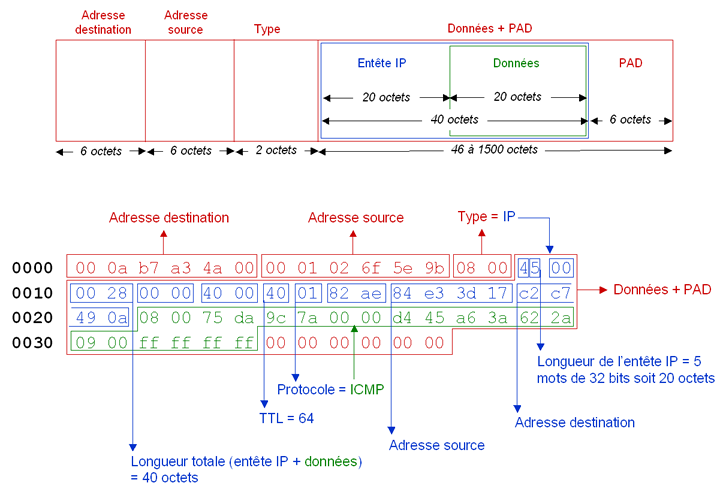 Adresse destination
Adresse source
Type
Données + PAD
Entête IP
Données
PAD
20 octets
20 octets
40 octets
6 octets
6 octets
6 octets
2 octets
46 à 1500 octets
Adresse destination
Adresse source
Type = IP
0000 00 0a b7 a3 4a 00 00 01 02 6f 5e 9b 08 00 45 00
0010 00 28 00 00 40 00 40 01 82 ae 84 e3 3d 17 c2 c7
Données + PAD
0020 49 0a 08 00 75 da 9c 7a 00 00 d4 45 a6 3a 62 2a
0030 09 00 ff ff ff ff 00 00 00 00 00 00
Longueur de l'entête IP = 5
mots de 32 bits soit 20 octets
Protocole = ICMP
TTL = 64
Adresse destination
Adresse source
Longueur totale (entête IP + données)
= 40 octets